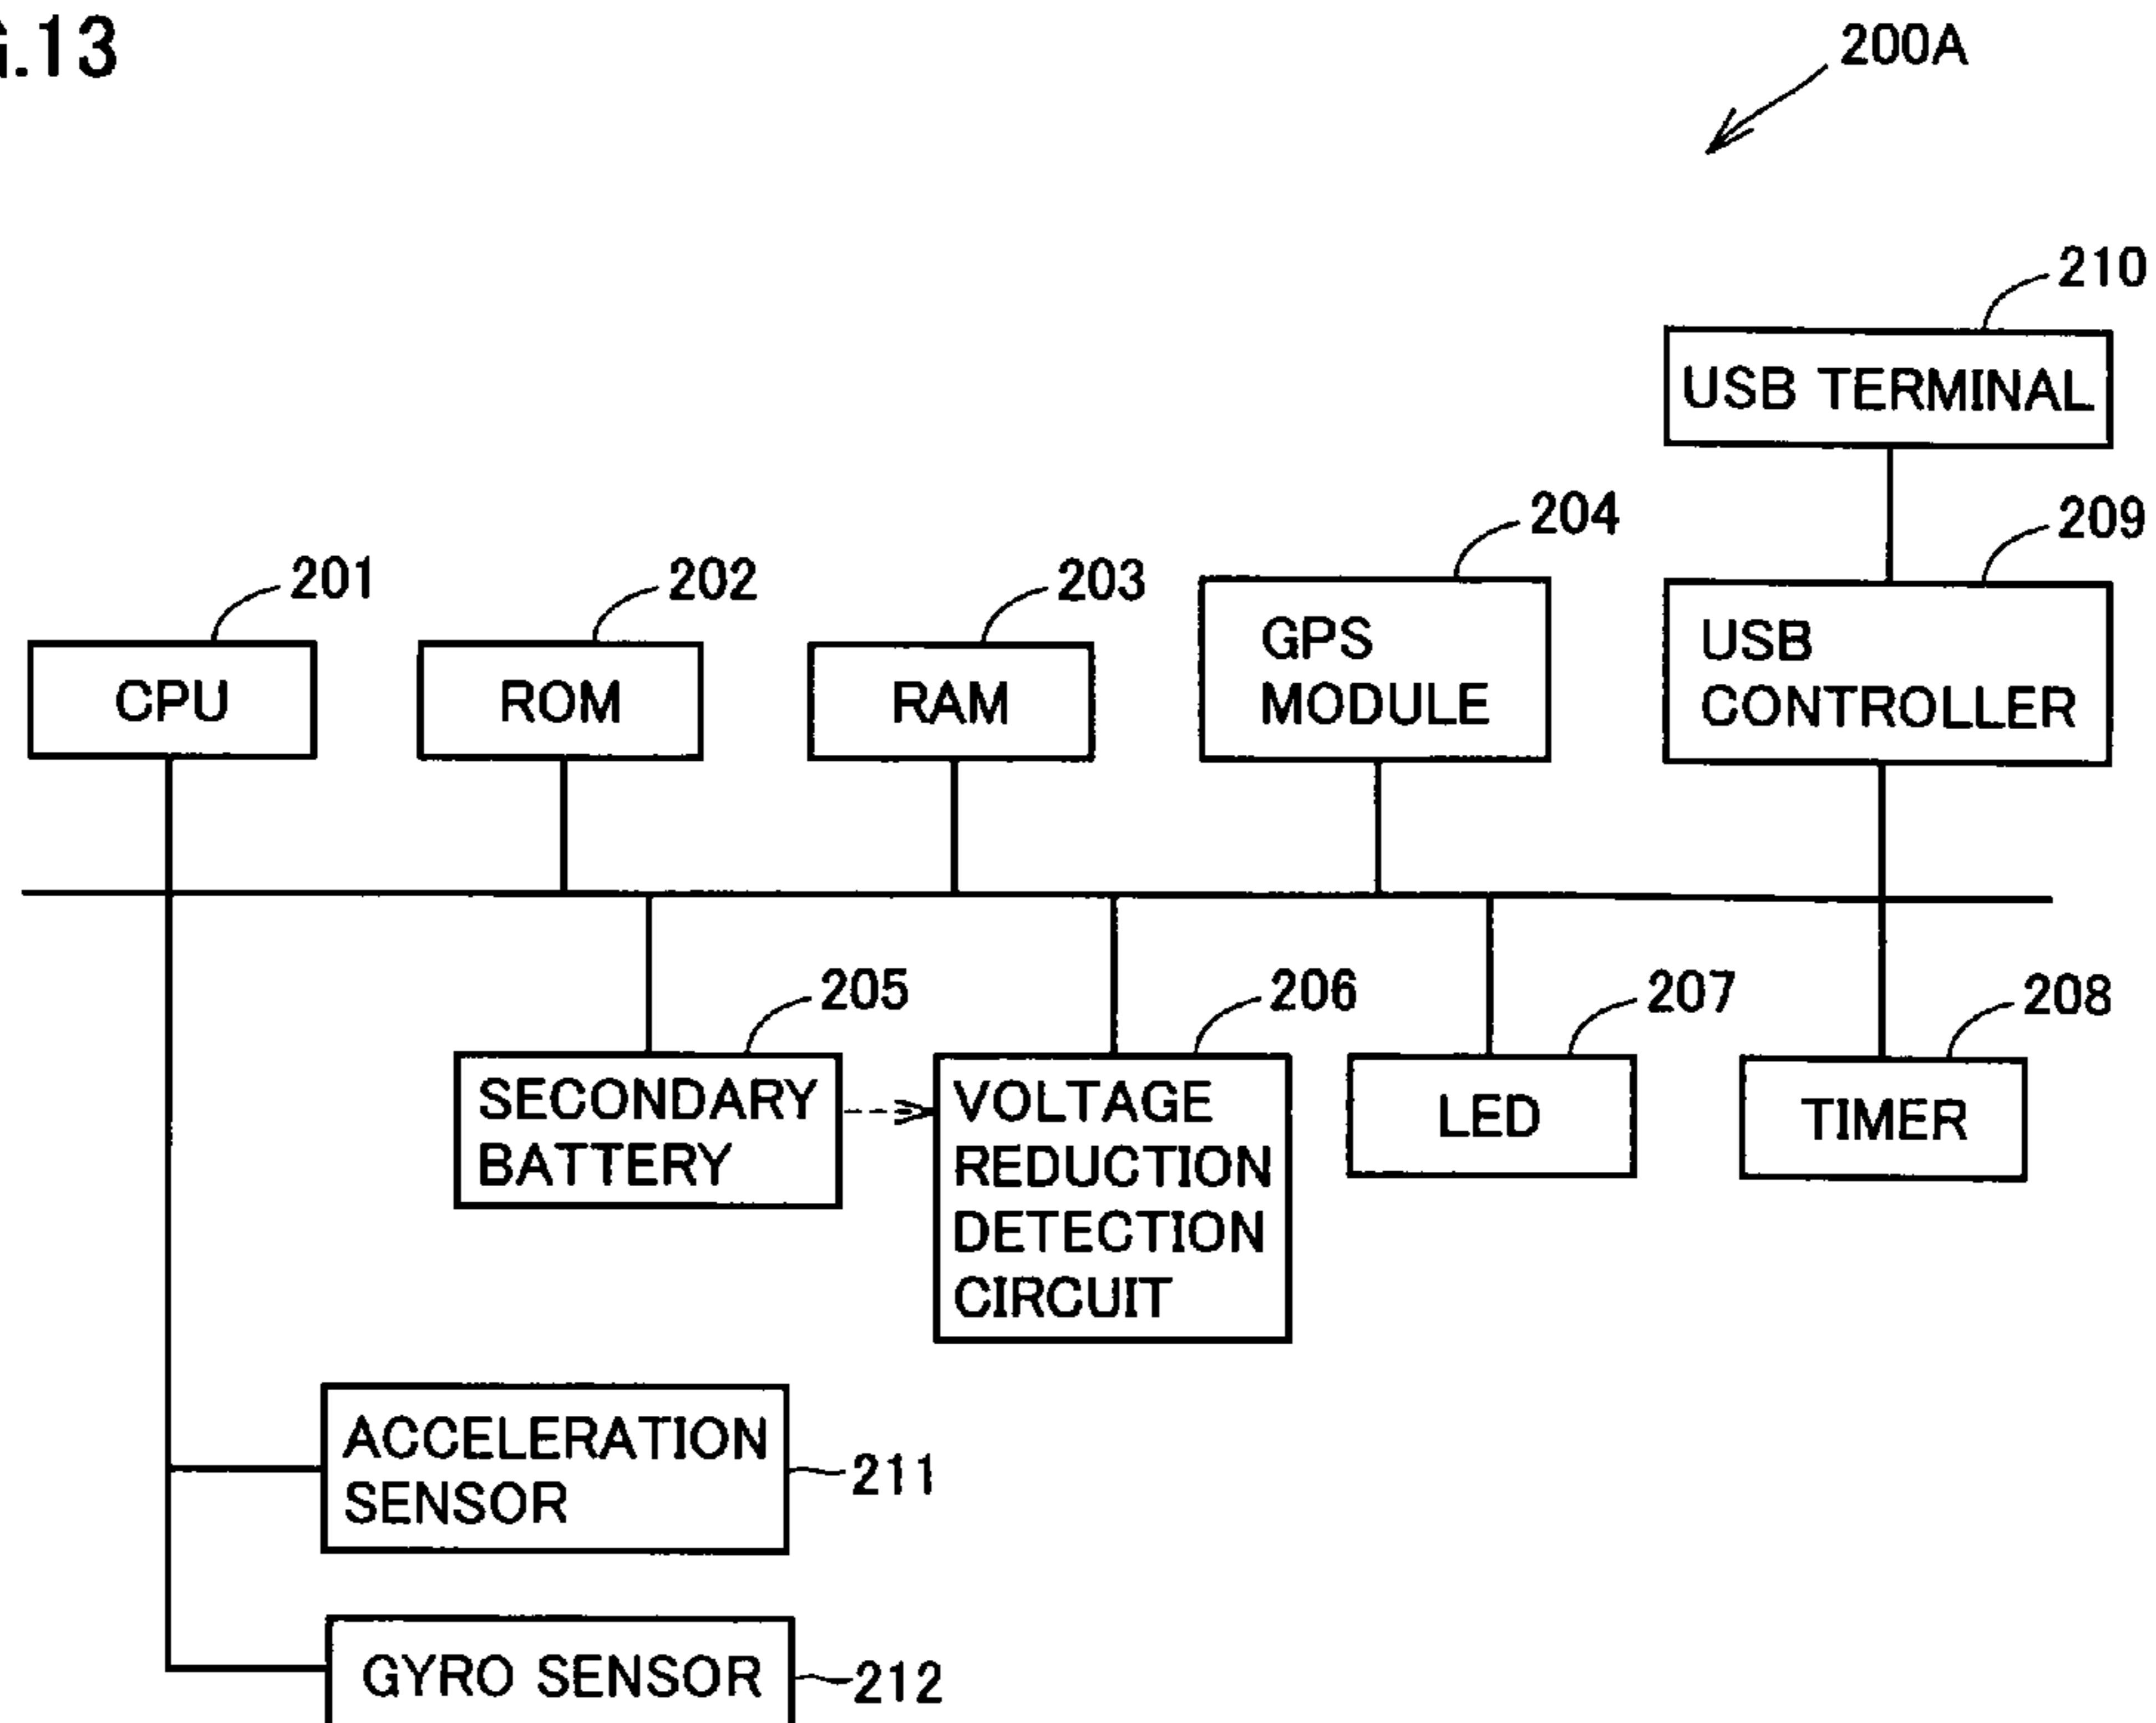 G.13
200A
210
USB TERMINAL
204
209
201
202
203
GPS
MODULE
USB
CONTROLLER
CPU
ROM
RAM
205
206
207
208
SECONDARY
BATTERY
VOLTAGE
REDUCTION
DETECTION
CIRCUIT
LED
TIMER
ACCELERATION
SENSOR
211
GYRO SENSOR
212